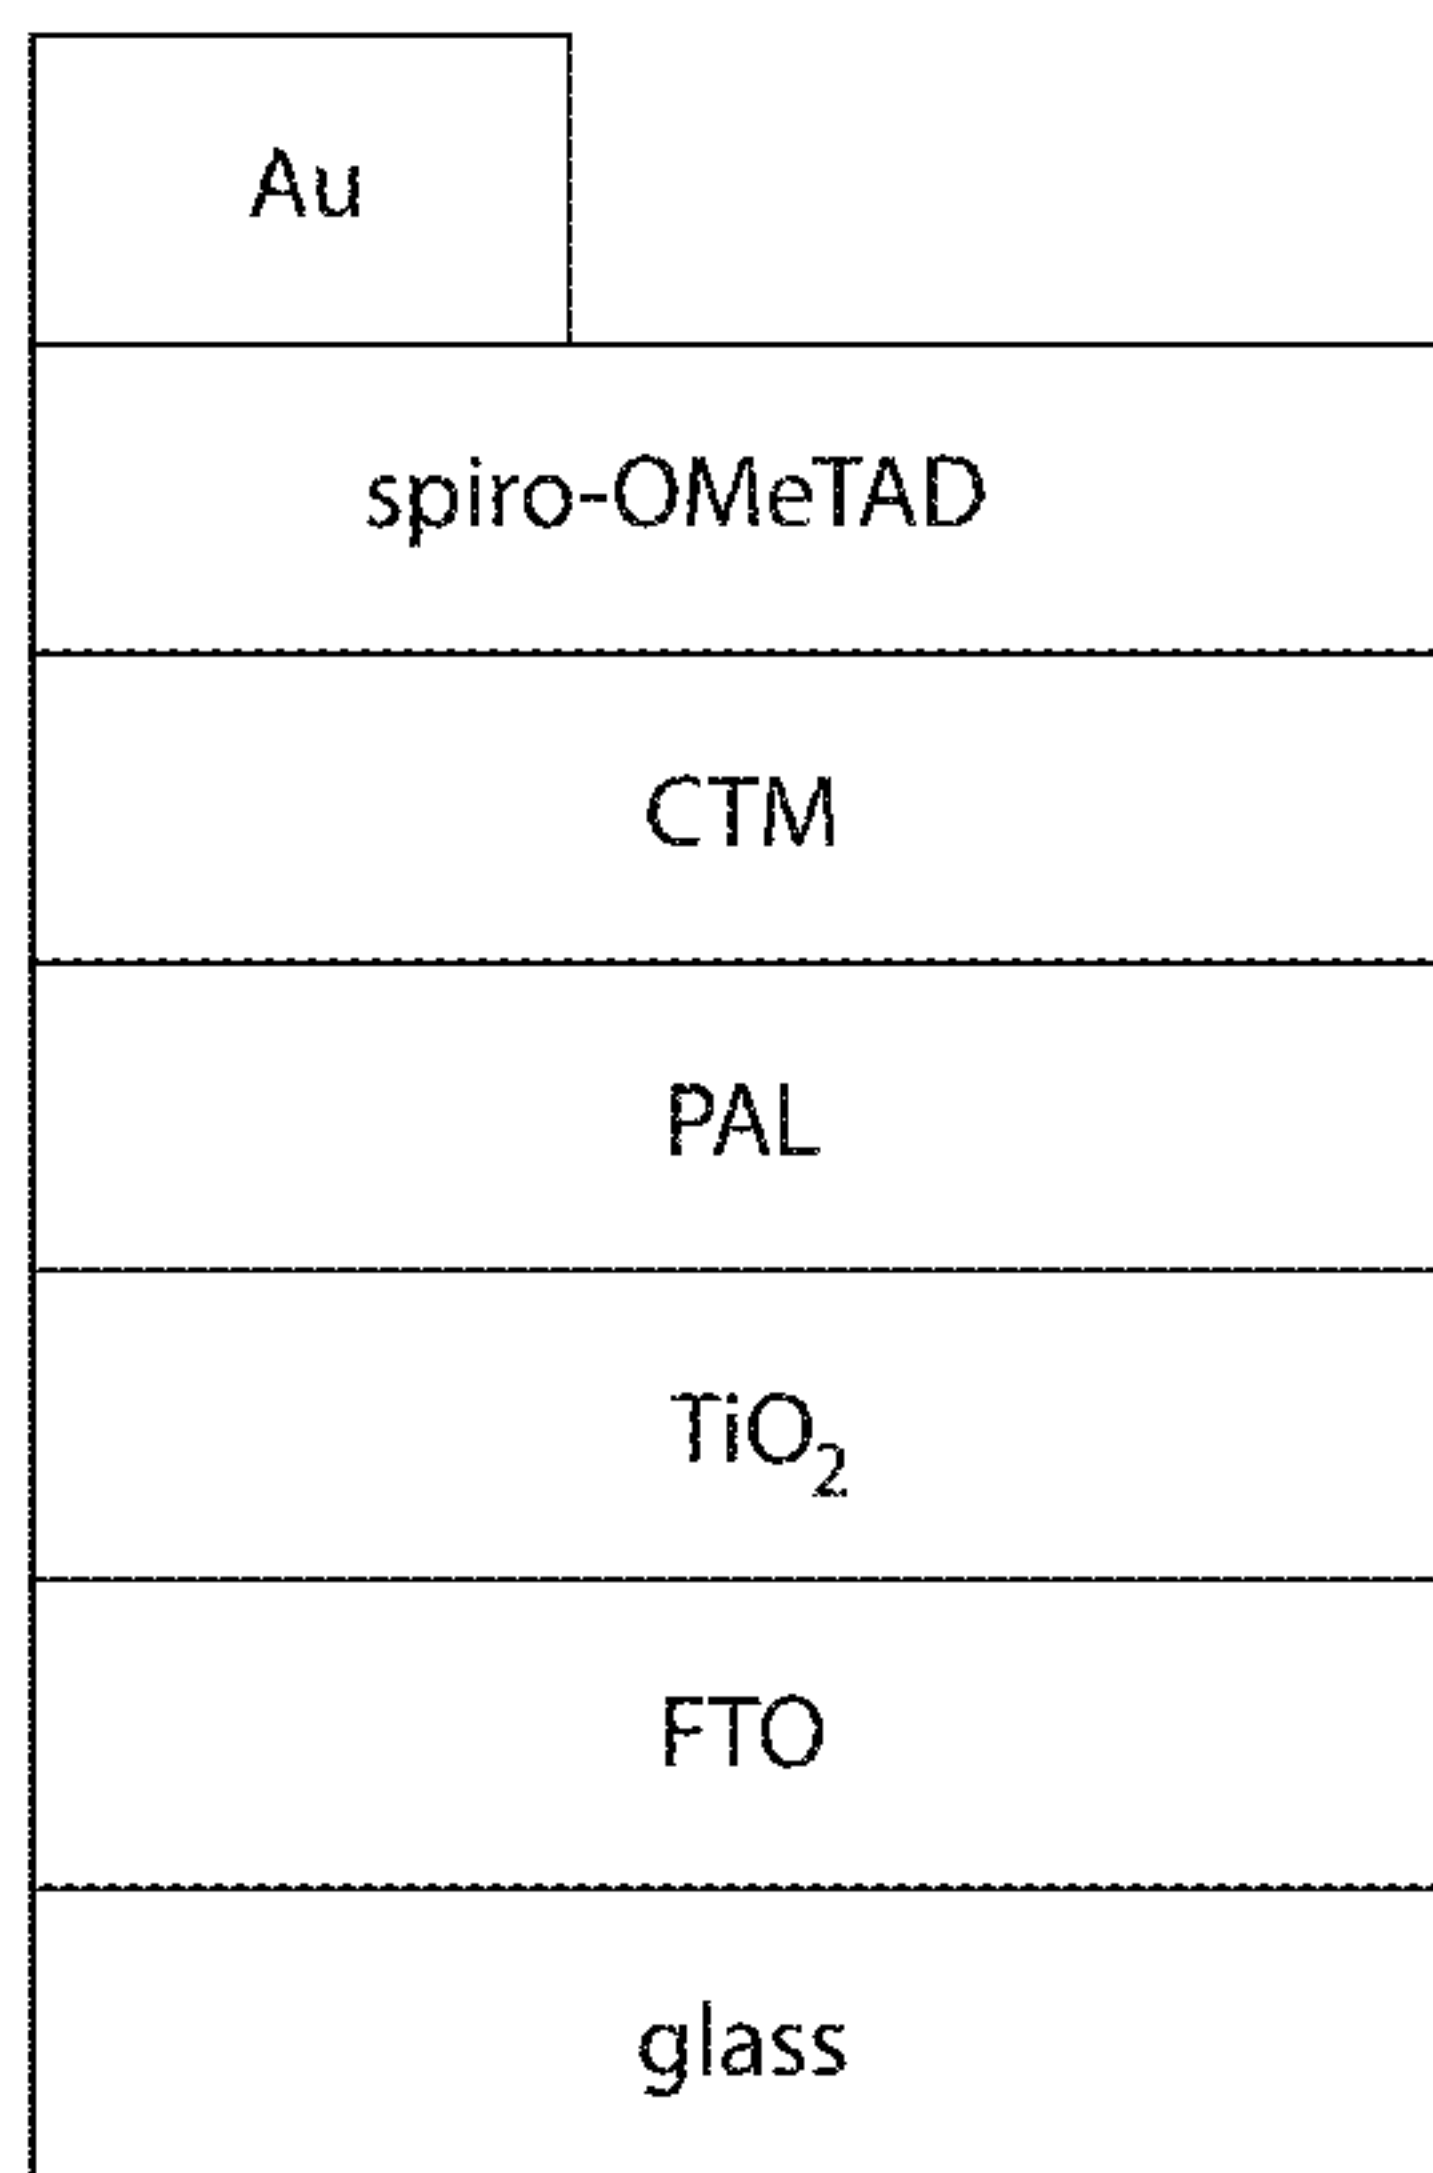 Au
spiro-OMeTAD
CTM
PAL
TiO₂
FTO
glass